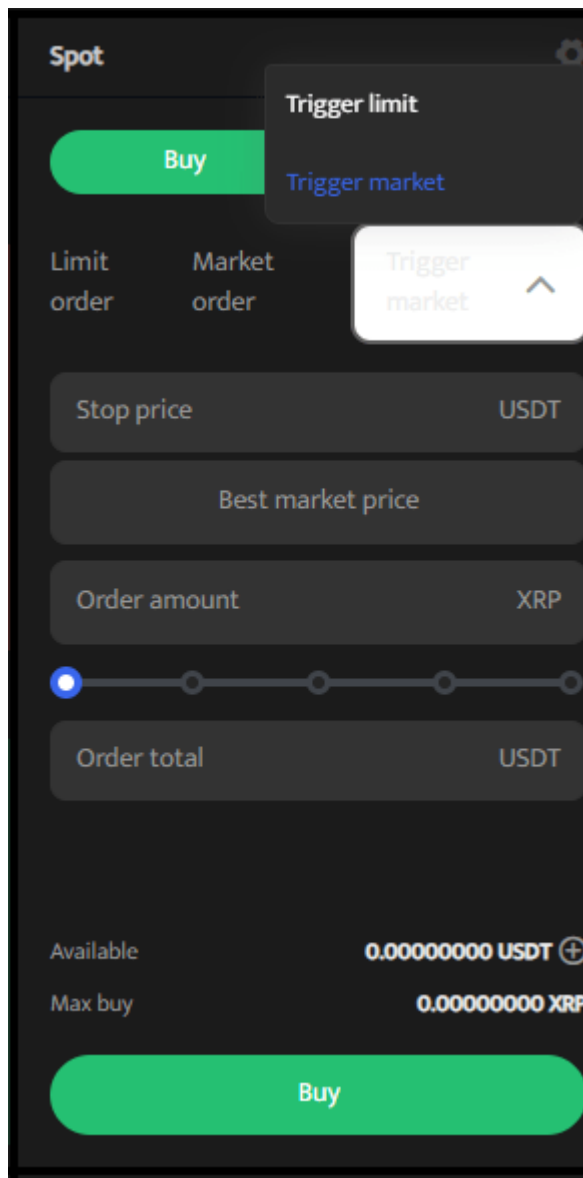 Spot
Trigger limit
Buy
Trigger market
Limit order
Market order
Trigger market
Stop price USDT
Best market price
Order amount XRP
Order total USDT
Available 0.00000000 USDT
Max buy 0.00000000 XRP
Buy